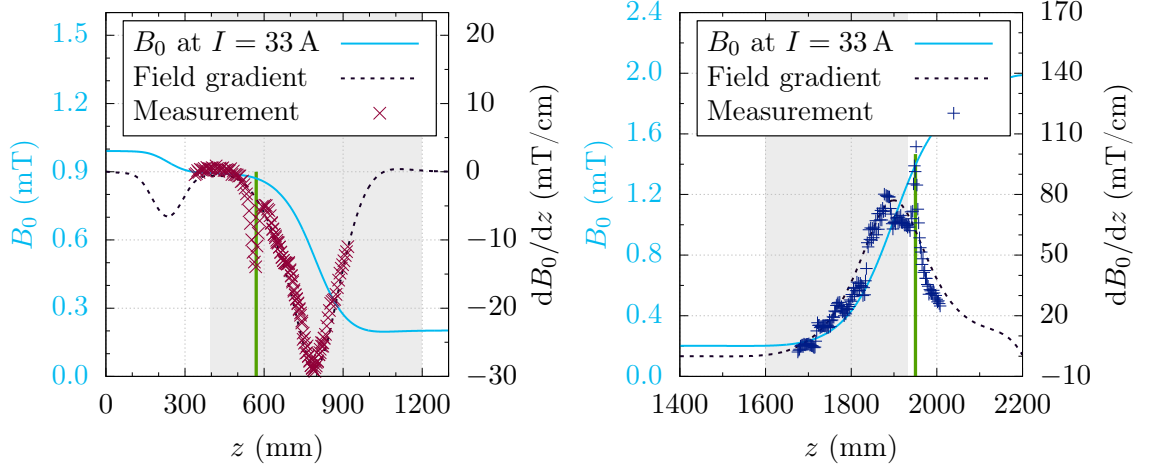 1.5
1.2
0.9
0.6
0.3
0.0
B₀ (mT)
B₀ at I = 33 A
Field gradient
Measurement
20
10
0
−10
−20
−30
dB₀/dz (mT/cm)
0 300 600 900 1200
z (mm)
2.4
2.0
1.6
1.2
0.8
0.4
0.0
B₀ (mT)
B₀ at I = 33 A
Field gradient
Measurement
170
140
110
80
50
20
−10
dB₀/dz (mT/cm)
1400 1600 1800 2000 2200
z (mm)